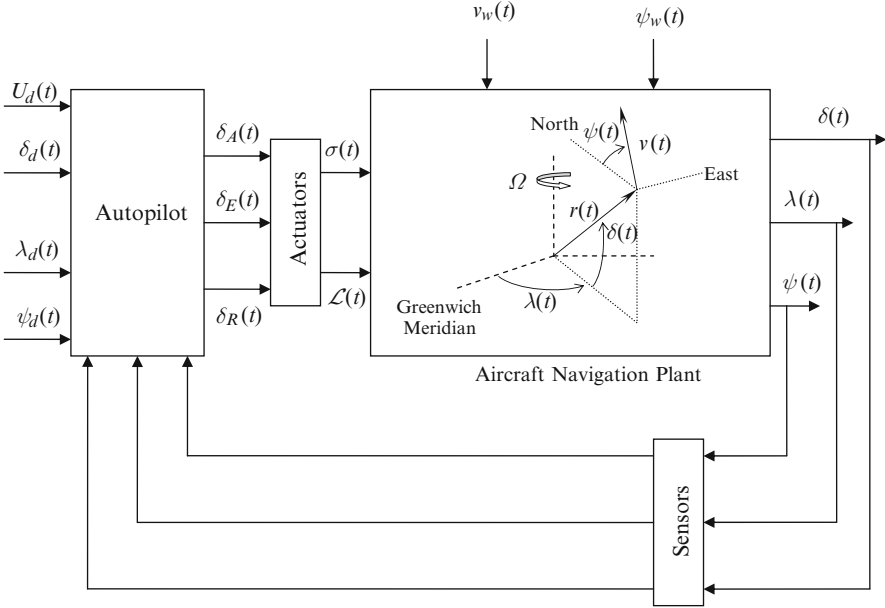 v_w(t)
ψ_w(t)
U_d(t)
δ_d(t)
λ_d(t)
ψ_d(t)
Autopilot
δ_A(t)
δ_E(t)
δ_R(t)
Actuators
σ(t)
ℒ(t)
North
ψ(t)
v(t)
East
Ω
r(t)
δ(t)
λ(t)
Greenwich
Meridian
Aircraft Navigation Plant
δ(t)
λ(t)
ψ(t)
Sensors